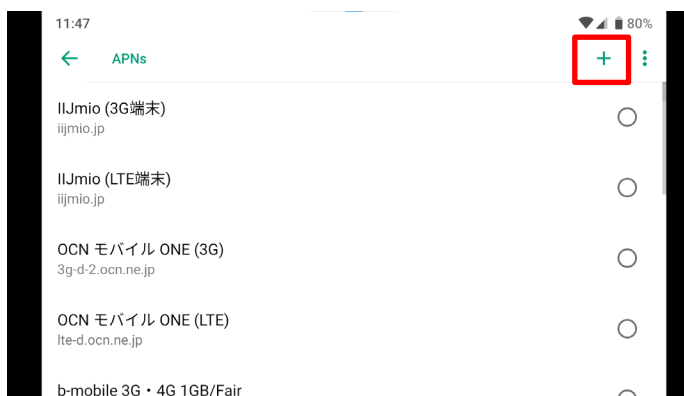 11:47 80%
APNs
IIJmio (3G端末)
iijmio.jp
IIJmio (LTE端末)
iijmio.jp
OCN モバイル ONE (3G)
3g-d-2.ocn.ne.jp
OCN モバイル ONE (LTE)
lte-d.ocn.ne.jp
b-mobile 3G・4G 1GB/Fair